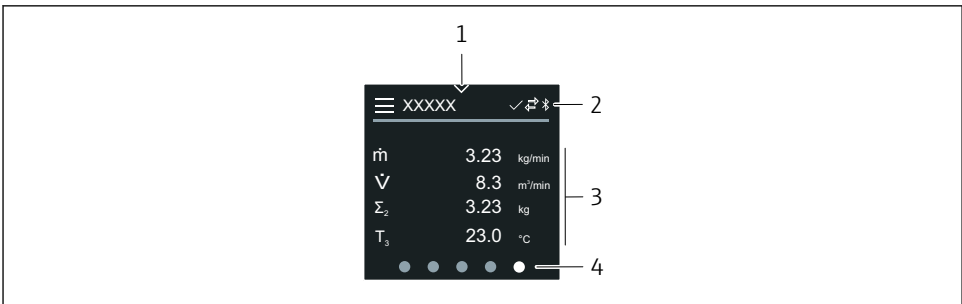 1
XXXXX
2
ṁ 3.23 kg/min
V̇ 8.3 m³/min
Σ₂ 3.23 kg
T₃ 23.0 °C
3
4